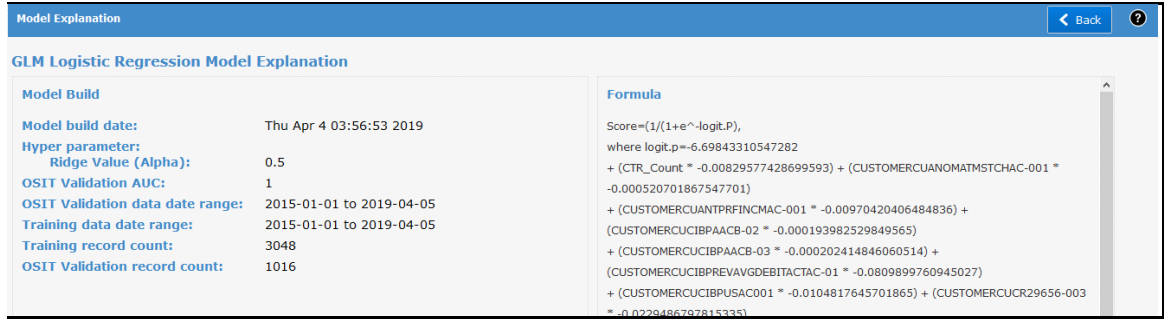 Model Explanation
Back
?
GLM Logistic Regression Model Explanation
Model Build
Model build date: Thu Apr 4 03:56:53 2019
Hyper parameter:
Ridge Value (Alpha): 0.5
OSIT Validation AUC: 1
OSIT Validation data date range: 2015-01-01 to 2019-04-05
Training data date range: 2015-01-01 to 2019-04-05
Training record count: 3048
OSIT Validation record count: 1016
Formula
Score=(1/(1+e^-logit.P),
where logit.p=-6.69843310547282
+ (CTR_Count * -0.00829577428699593) + (CUSTOMERCUANOMATMSTCHAC-001 *
-0.000520701867547701)
+ (CUSTOMERCUANTPRFINCMAC-001 * -0.00970420406484836) +
(CUSTOMERCUCIBPAACB-02 * -0.000193982529849565)
+ (CUSTOMERCUCIBPAACB-03 * -0.000202414846060514) +
(CUSTOMERCUCIBPREVAVGDEBITACTAC-01 * -0.0809899760945027)
+ (CUSTOMERCUCIBPUSAC001 * -0.0104817645701865) + (CUSTOMERCUCR29656-003
* -0.0229486797815335)